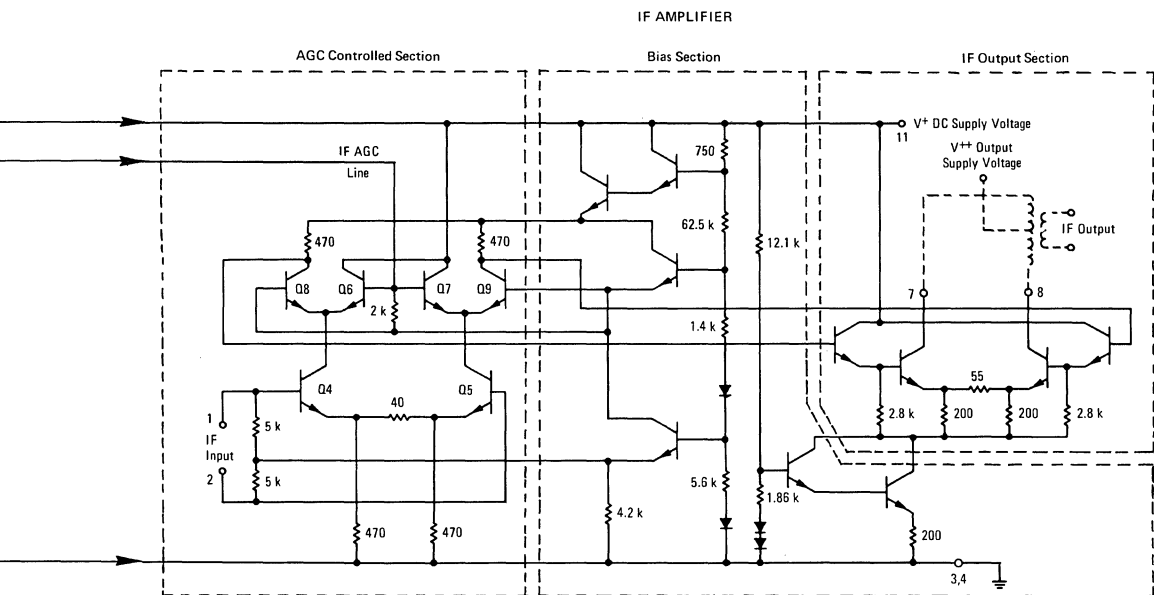 IF AMPLIFIER
AGC Controlled Section
Bias Section
IF Output Section
V+ DC Supply Voltage
11
V++ Output
Supply Voltage
IF AGC
Line
750
62.5 k
12.1 k
IF Output
470
470
Q8
Q6
Q7
Q9
2 k
7
8
1.4 k
Q4
Q5
40
55
1
IF
Input
2
5 k
5 k
2.8 k
200
200
2.8 k
5.6 k
1.86 k
4.2 k
470
470
200
3,4